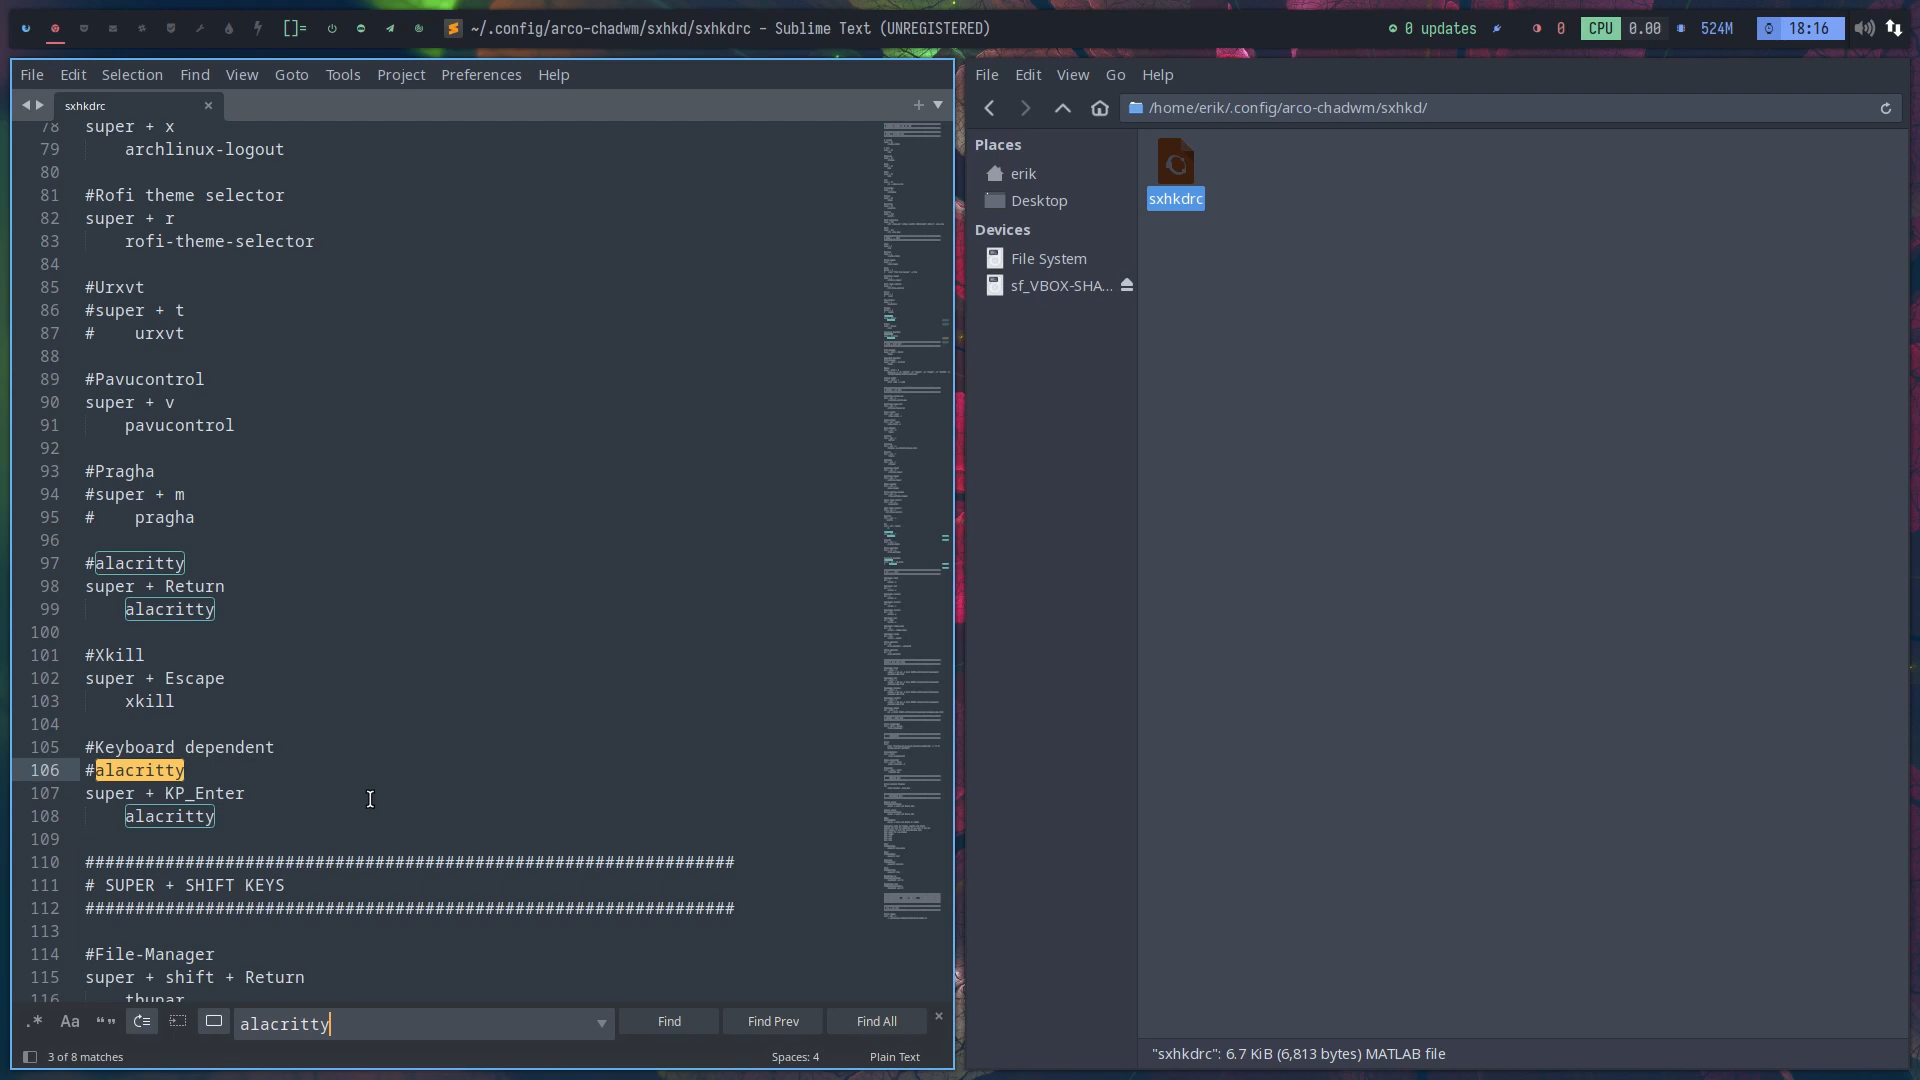 []=
~/.config/arco-chadwm/sxhkd/sxhkdrc - Sublime Text (UNREGISTERED)
0 updates
0
CPU 0.00
524M
18:16
File Edit Selection Find View Goto Tools Project Preferences Help
sxhkdrc
78 super + x
79 archlinux-logout
80
81 #Rofi theme selector
82 super + r
83 rofi-theme-selector
84
85 #Urxvt
86 #super + t
87 # urxvt
88
89 #Pavucontrol
90 super + v
91 pavucontrol
92
93 #Pragha
94 #super + m
95 # pragha
96
97 #alacritty
98 super + Return
99 alacritty
100
101 #Xkill
102 super + Escape
103 xkill
104
105 #Keyboard dependent
106 #alacritty
107 super + KP_Enter
108 alacritty
109
110 #################################################################
111 # SUPER + SHIFT KEYS
112 #################################################################
113
114 #File-Manager
115 super + shift + Return
116 thunar
.* Aa “” alacritty Find Find Prev Find All
3 of 8 matches Spaces: 4 Plain Text
File Edit View Go Help
/home/erik/.config/arco-chadwm/sxhkd/
Places
erik
Desktop
Devices
File System
sf_VBOX-SHA...
sxhkdrc
"sxhkdrc": 6.7 KiB (6,813 bytes) MATLAB file